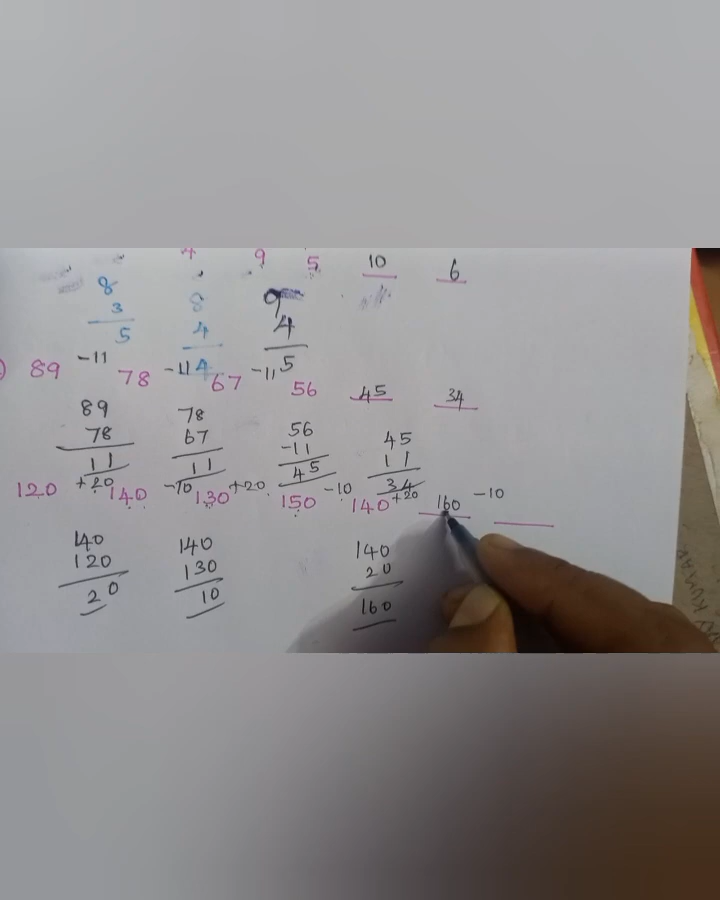 9 5 10 6
8 8 9
3 4 4
5 4 5
89 -11 78 -11 67 -11 56 45 34
89 78 56 45
78 67 -11 11
11 11 45 34
120 +20 140 -10 130 +20 150 -10 140 +20 160 -10
140 140 140
120 130 20
20 10 160